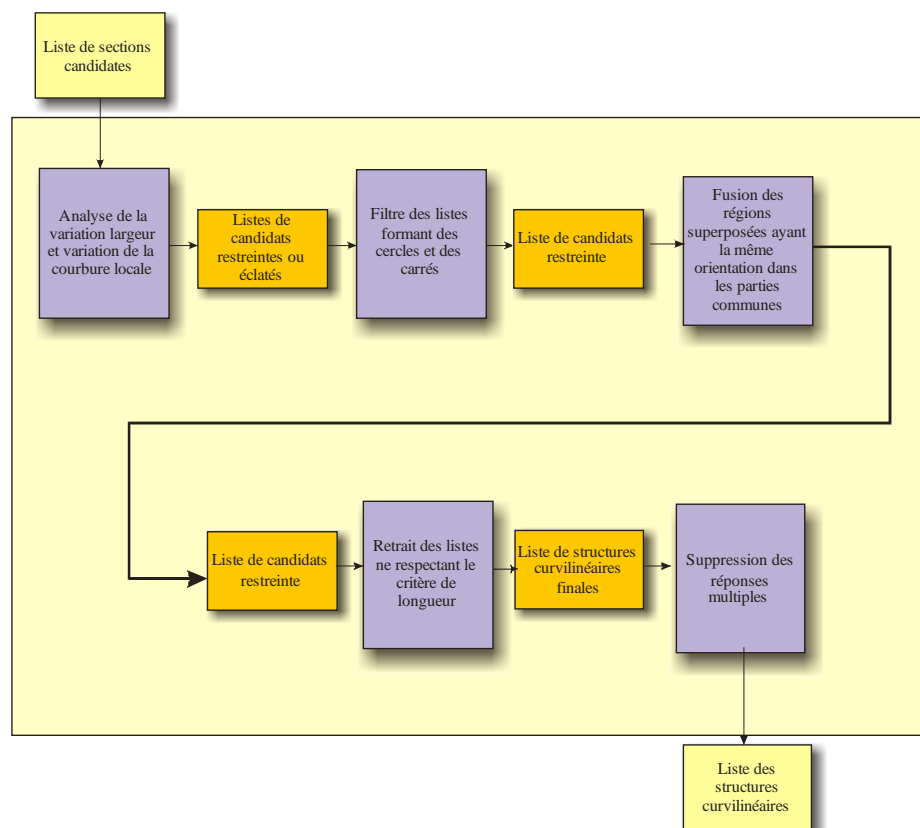 Liste de sections
candidates
Analyse de la
variation largeur
et variation de la
courbure locale
Listes de
candidats
restreintes ou
éclatés
Filtre des listes
formant des
cercles et des
carrés
Liste de candidats
restreinte
Fusion des
régions
superposées ayant
la même
orientation dans
les parties
communes
Liste de candidats
restreinte
Retrait des listes
ne respectant le
critère de
longueur
Liste de structures
curvilinéaires
finales
Suppression des
réponses
multiples
Liste des
structures
curvilinéaires